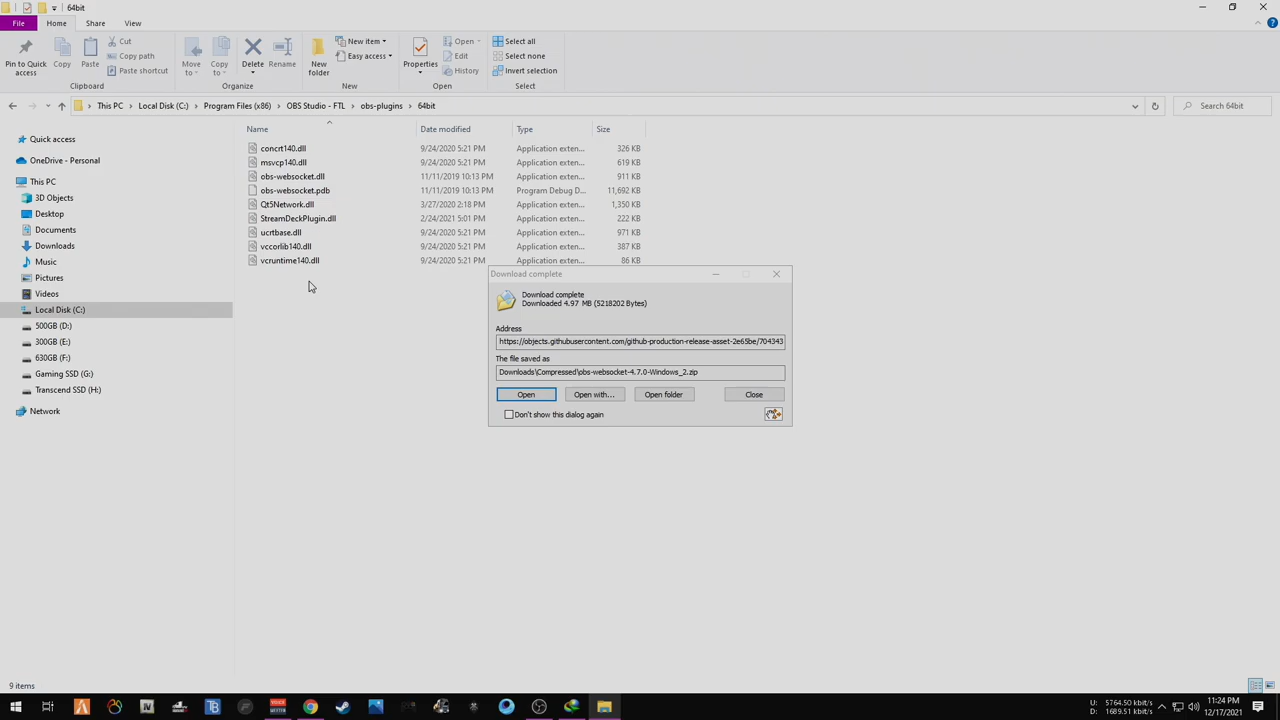 64bit
File Home Share View
Pin to Quick access
Copy
Paste
Cut
Copy path
Paste shortcut
Clipboard
Move to
Copy to
Delete
Rename
Organize
New folder
New item
Easy access
New
Properties
Open
Edit
History
Open
Select all
Select none
Invert selection
Select
This PC Local Disk (C:) Program Files (x86) OBS Studio - FTL obs-plugins 64bit
Search 64bit
Quick access
OneDrive - Personal
This PC
3D Objects
Desktop
Documents
Downloads
Music
Pictures
Videos
Local Disk (C:)
500GB (D:)
300GB (E:)
630GB (F:)
Gaming SSD (G:)
Transcend SSD (H:)
Network
Name Date modified Type Size
concrt140.dll 9/24/2020 5:21 PM Application exten... 326 KB
msvcp140.dll 9/24/2020 5:21 PM Application exten... 619 KB
obs-websocket.dll 11/11/2019 10:13 PM Application exten... 911 KB
obs-websocket.pdb 11/11/2019 10:13 PM Program Debug D... 11,692 KB
Qt5Network.dll 3/27/2020 2:18 PM Application exten... 1,350 KB
StreamDeckPlugin.dll 2/24/2021 5:01 PM Application exten... 222 KB
ucrtbase.dll 9/24/2020 5:21 PM Application exten... 971 KB
vccorlib140.dll 9/24/2020 5:21 PM Application exten... 387 KB
vcruntime140.dll 9/24/2020 5:21 PM Application exten... 86 KB
Download complete
Download complete
Downloaded 4.97 MB (5218202 Bytes)
Address
https://objects.githubusercontent.com/github-production-release-asset-2e65be/704343
The file saved as
Downloads\Compressed\obs-websocket-4.7.0-Windows_2.zip
Open Open with... Open folder Close
Don't show this dialog again
9 items
U: 5764.50 kbit/s
D: 1689.51 kbit/s
11:24 PM
12/17/2021